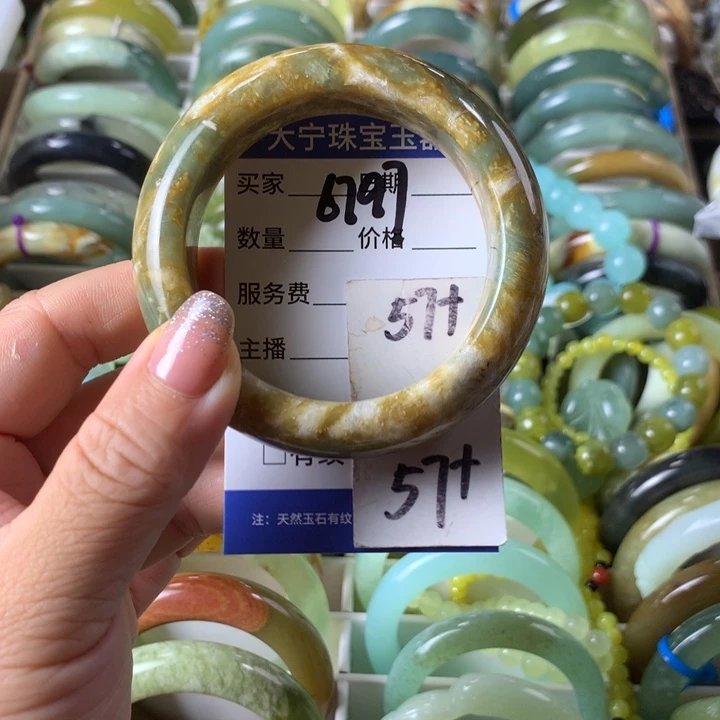 大宁珠宝玉器
买家 6797 期
数量 价格
服务费
57+
主播
57+
注：天然玉石有纹